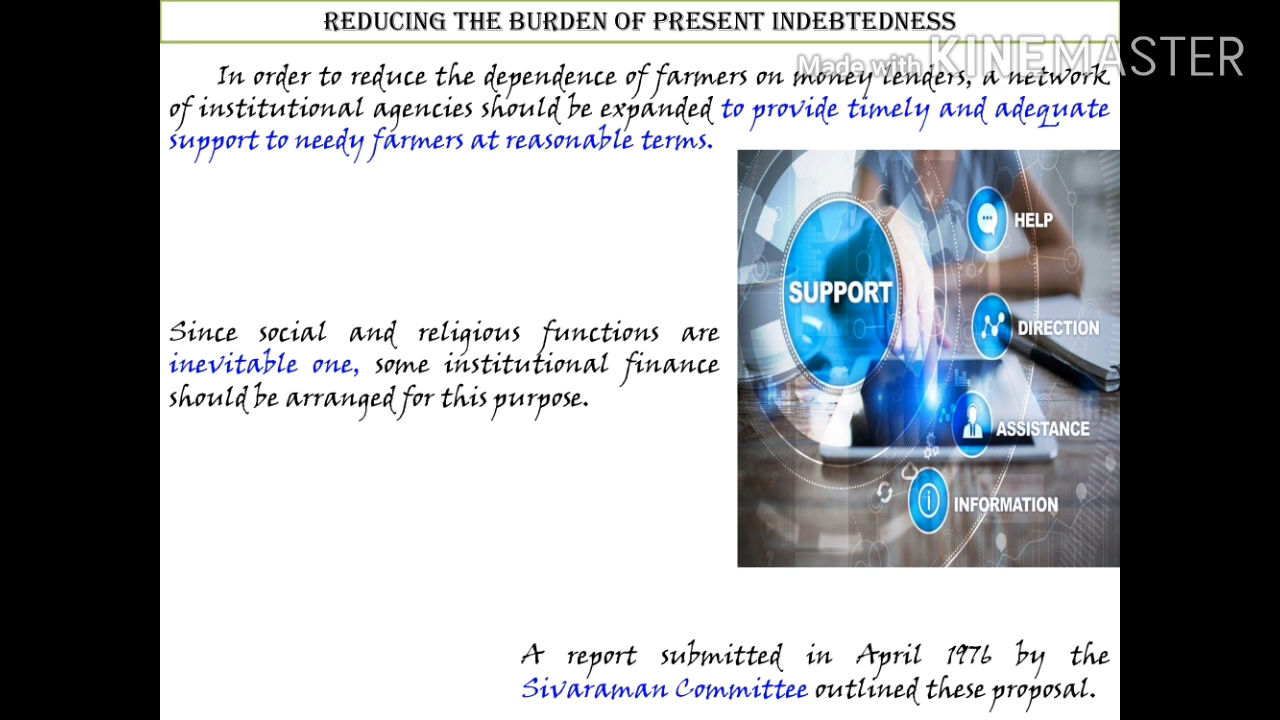 REDUCING THE BURDEN OF PRESENT INDEBTEDNESS
Made with KINEMASTER
In order to reduce the dependence of farmers on money lenders, a network
of institutional agencies should be expanded to provide timely and adequate
support to needy farmers at reasonable terms.
HELP
SUPPORT
DIRECTION
ASSISTANCE
INFORMATION
Since social and religious functions are
inevitable one, some institutional finance
should be arranged for this purpose.
A report submitted in April 1976 by the
Sivaraman Committee outlined these proposal.